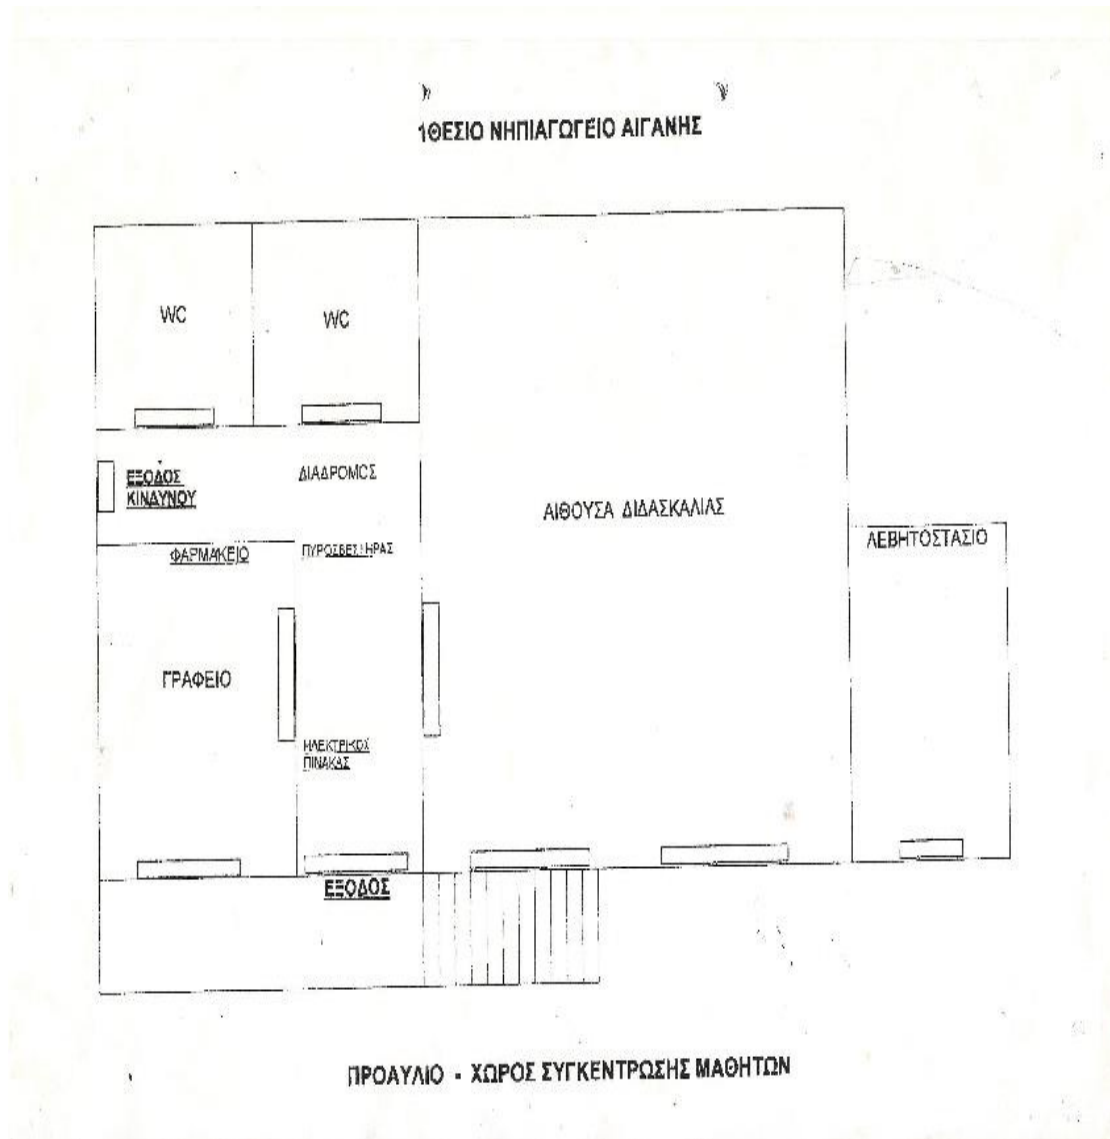 1ΘΕΣΙΟ ΝΗΠΙΑΓΩΓΕΙΟ ΑΙΓΑΝΗΣ
WC
WC
ΕΞΟΔΟΣ
ΚΙΝΔΥΝΟΥ
ΔΙΑΔΡΟΜΟΣ
ΑΙΘΟΥΣΑ ΔΙΔΑΣΚΑΛΙΑΣ
ΛΕΒΗΤΟΣΤΑΣΙΟ
ΦΑΡΜΑΚΕΙΟ
ΠΥΡΟΣΒΕΣΤΗΡΑΣ
ΓΡΑΦΕΙΟ
ΗΛΕΚΤΡΙΚΟΣ
ΠΙΝΑΚΑΣ
ΕΞΟΔΟΣ
ΠΡΟΑΥΛΙΟ - ΧΩΡΟΣ ΣΥΓΚΕΝΤΡΩΣΗΣ ΜΑΘΗΤΩΝ